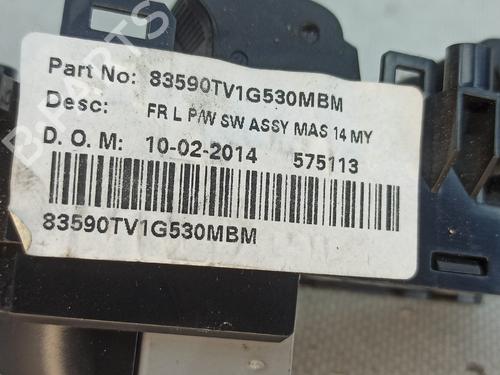 Part No: 83590TV1G530MBM
Desc: FR L P/W SW ASSY MAS 14 MY
D. O. M: 10-02-2014 575113
83590TV1G530MBM